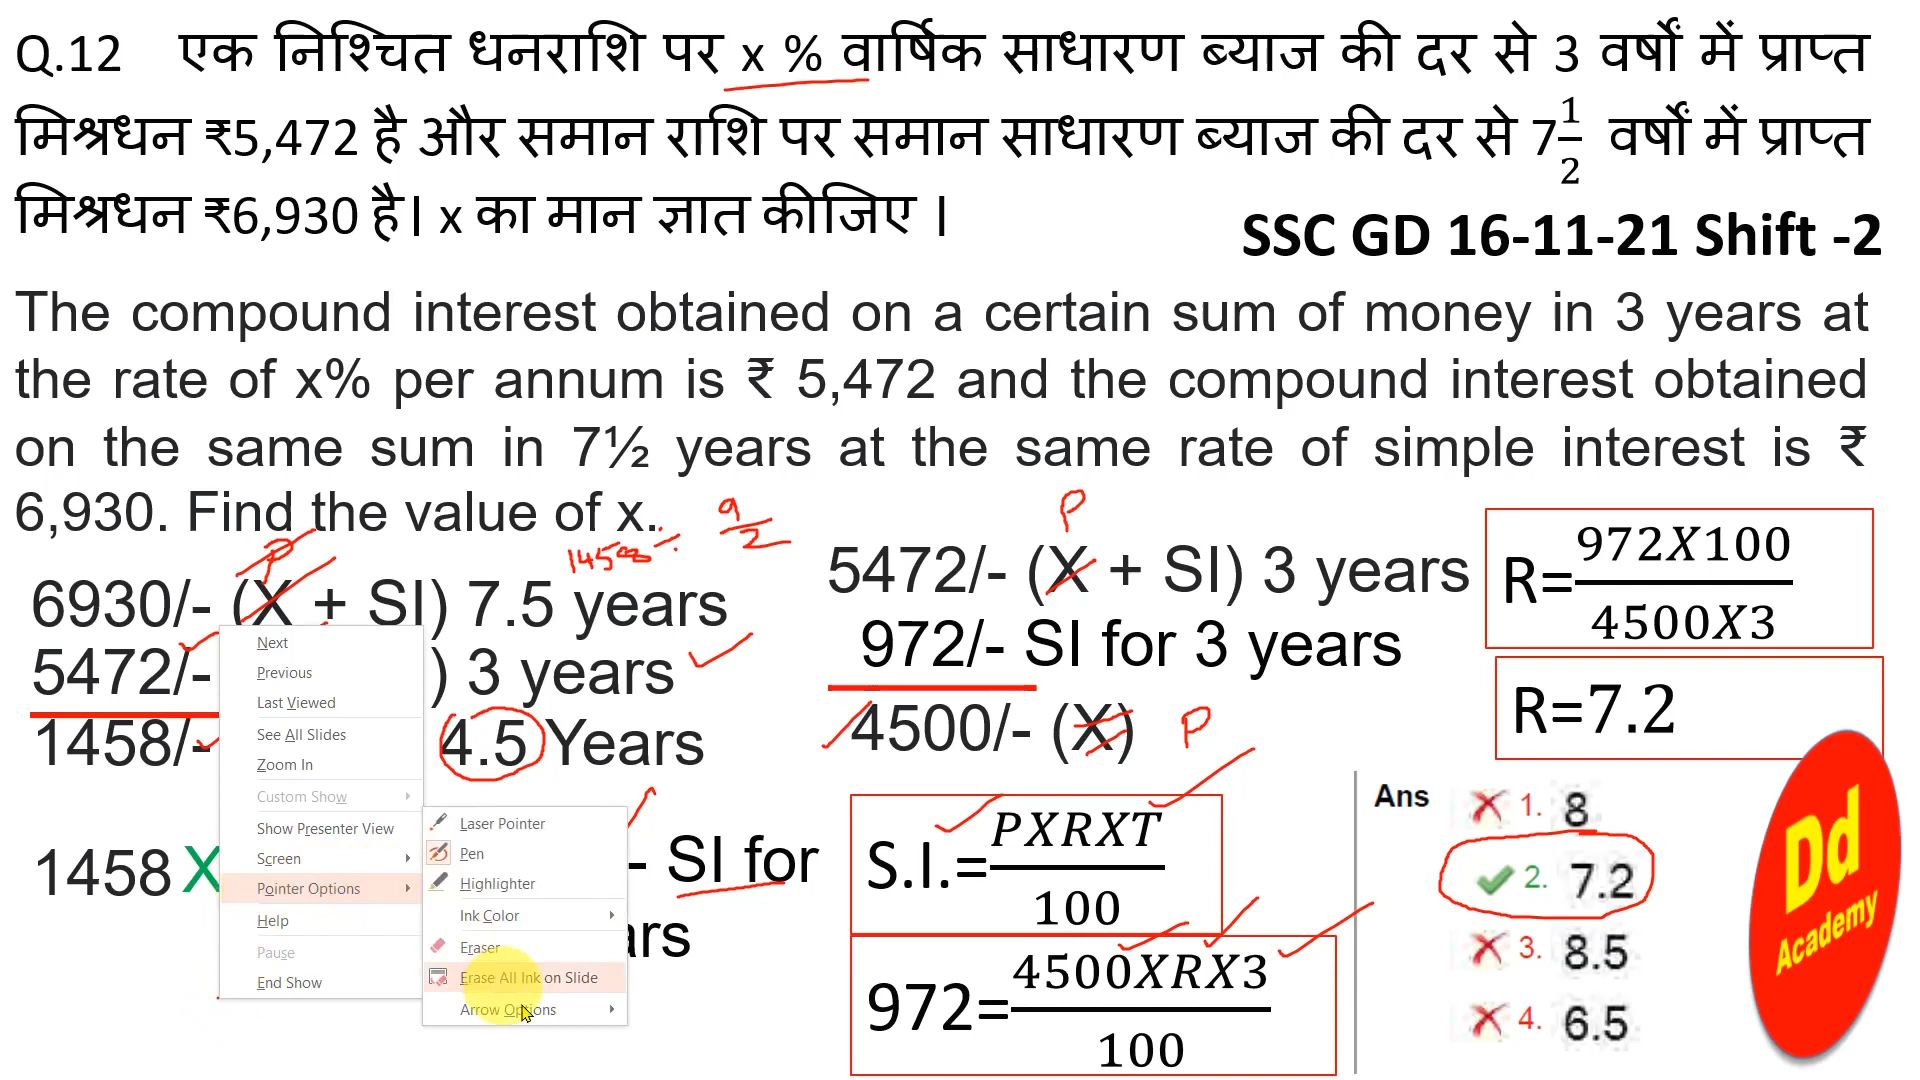 Q.12 एक निश्चित धनराशि पर x % वार्षिक साधारण ब्याज की दर से 3 वर्षों में प्राप्त
मिश्रधन ₹5,472 है और समान राशि पर समान साधारण ब्याज की दर से 7 1/2 वर्षों में प्राप्त
मिश्रधन ₹6,930 है। x का मान ज्ञात कीजिए ।
SSC GD 16-11-21 Shift -2
The compound interest obtained on a certain sum of money in 3 years at
the rate of x% per annum is ₹ 5,472 and the compound interest obtained
on the same sum in 7½ years at the same rate of simple interest is ₹
6,930. Find the value of x.
1458 ÷ 9/2
P
6930/- (X + SI) 7.5 years
5472/- ) 3 years
1458/- 4.5 Years
1458 X - SI for
ars
Next
Previous
Last Viewed
See All Slides
Zoom In
Custom Show
Show Presenter View
Screen
Pointer Options
Help
Pause
End Show
Laser Pointer
Pen
Highlighter
Ink Color
Eraser
Erase All Ink on Slide
Arrow Options
P
5472/- (X + SI) 3 years
972/- SI for 3 years
4500/- (X) P
S.I.=PXRXT/100
972=4500XRX3/100
R=972X100/4500X3
R=7.2
Ans
1. 8
2. 7.2
3. 8.5
4. 6.5
Dd
Academy